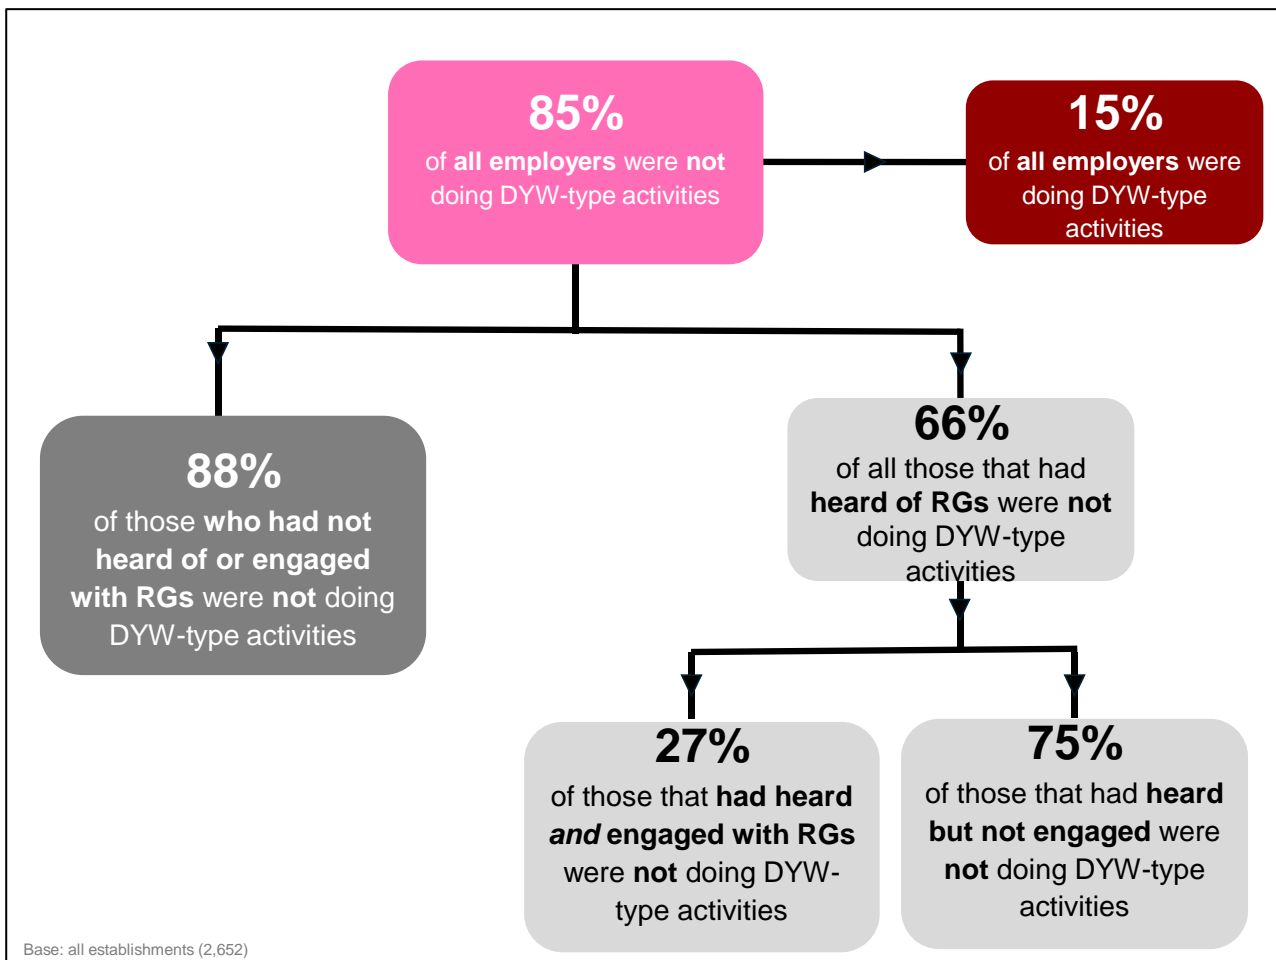 85%
of all employers were not
doing DYW-type activities
15%
of all employers were
doing DYW-type
activities
88%
of those who had not
heard of or engaged
with RGs were not doing
DYW-type activities
66%
of all those that had
heard of RGs were not
doing DYW-type
activities
27%
of those that had heard
and engaged with RGs
were not doing DYW-
type activities
75%
of those that had heard
but not engaged were
not doing DYW-type
activities
Base: all establishments (2,652)